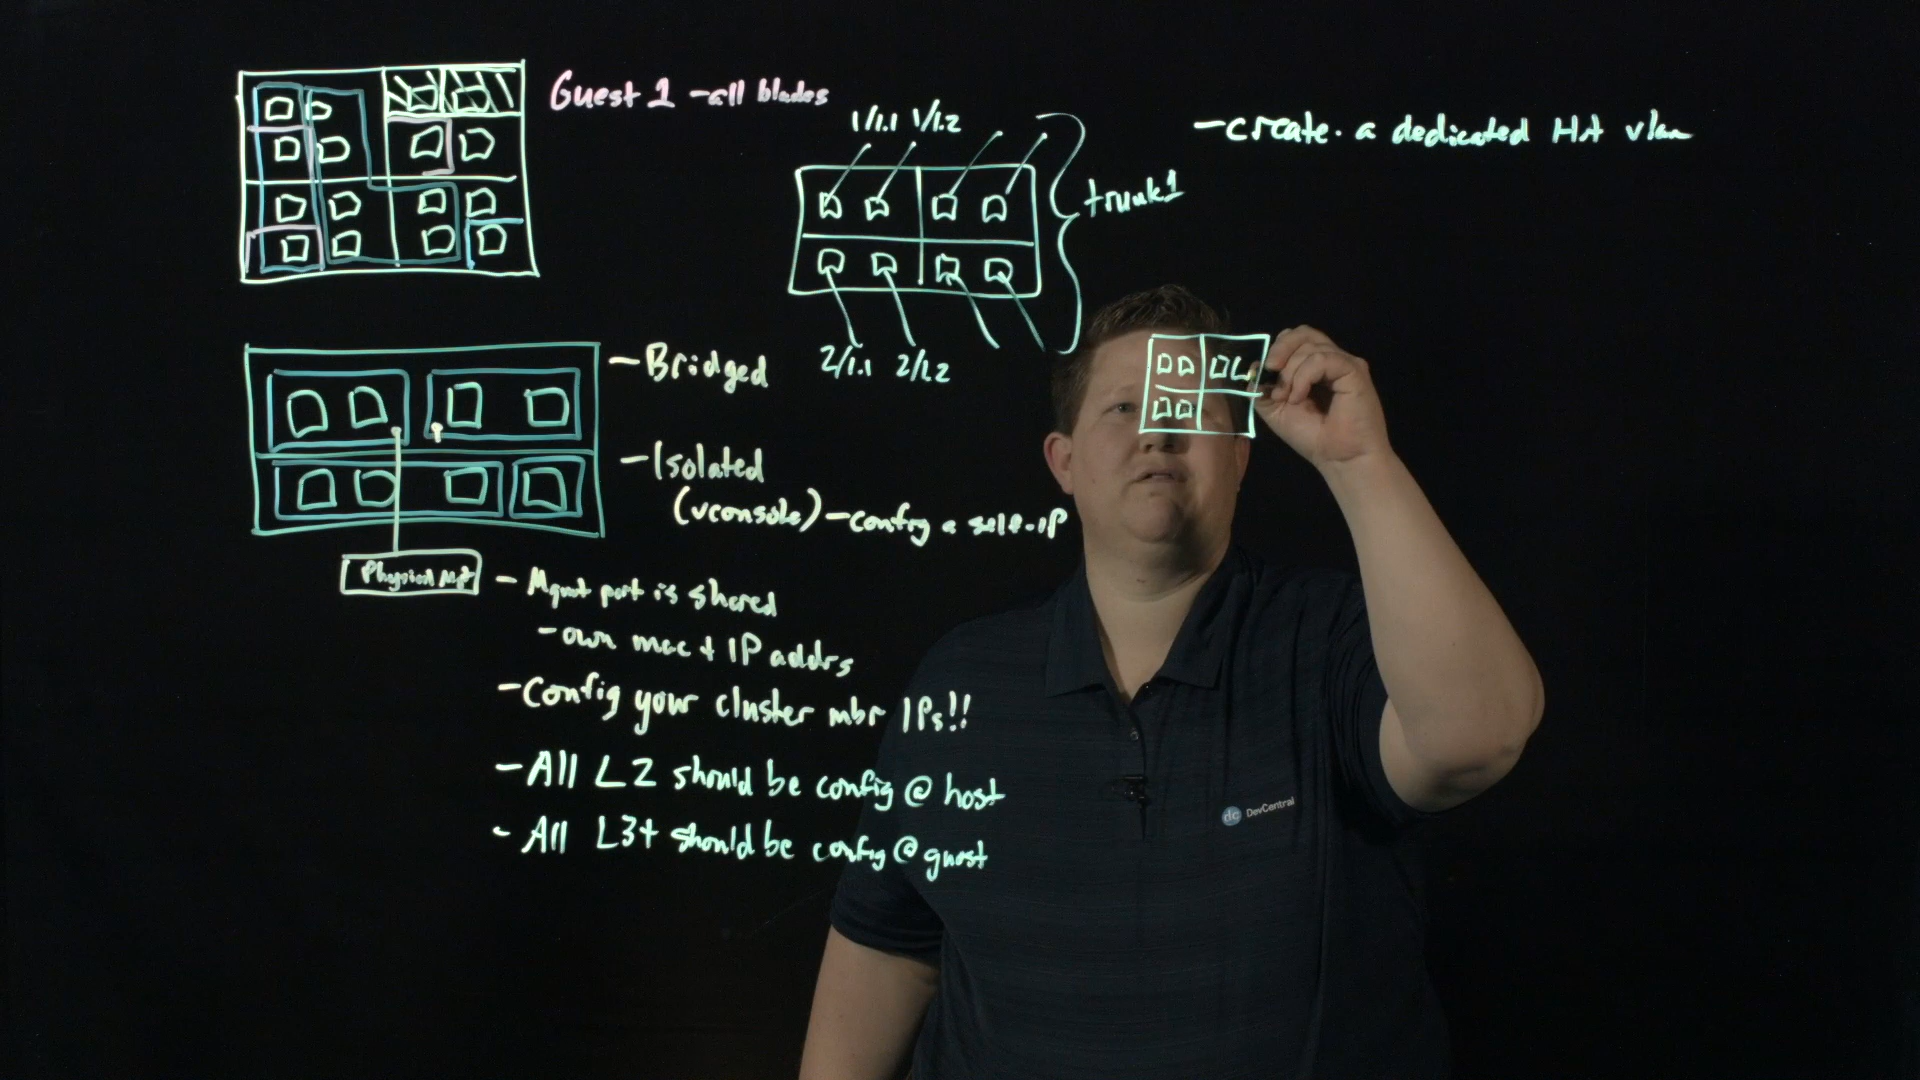 Guest 1 - all blades
1/1.1 1/1.2
trunk1
2/1.1 2/1.2
- create a dedicated HA vlan
- Bridged
- Isolated
(vconsole) - config a self-IP
Physical Mgt
- Mgmt port is shared
- own mac + IP addrs
- Config your cluster mbr IPs!!
- All L2 should be config @ host
- All L3+ should be config @ guest
dc DevCentral